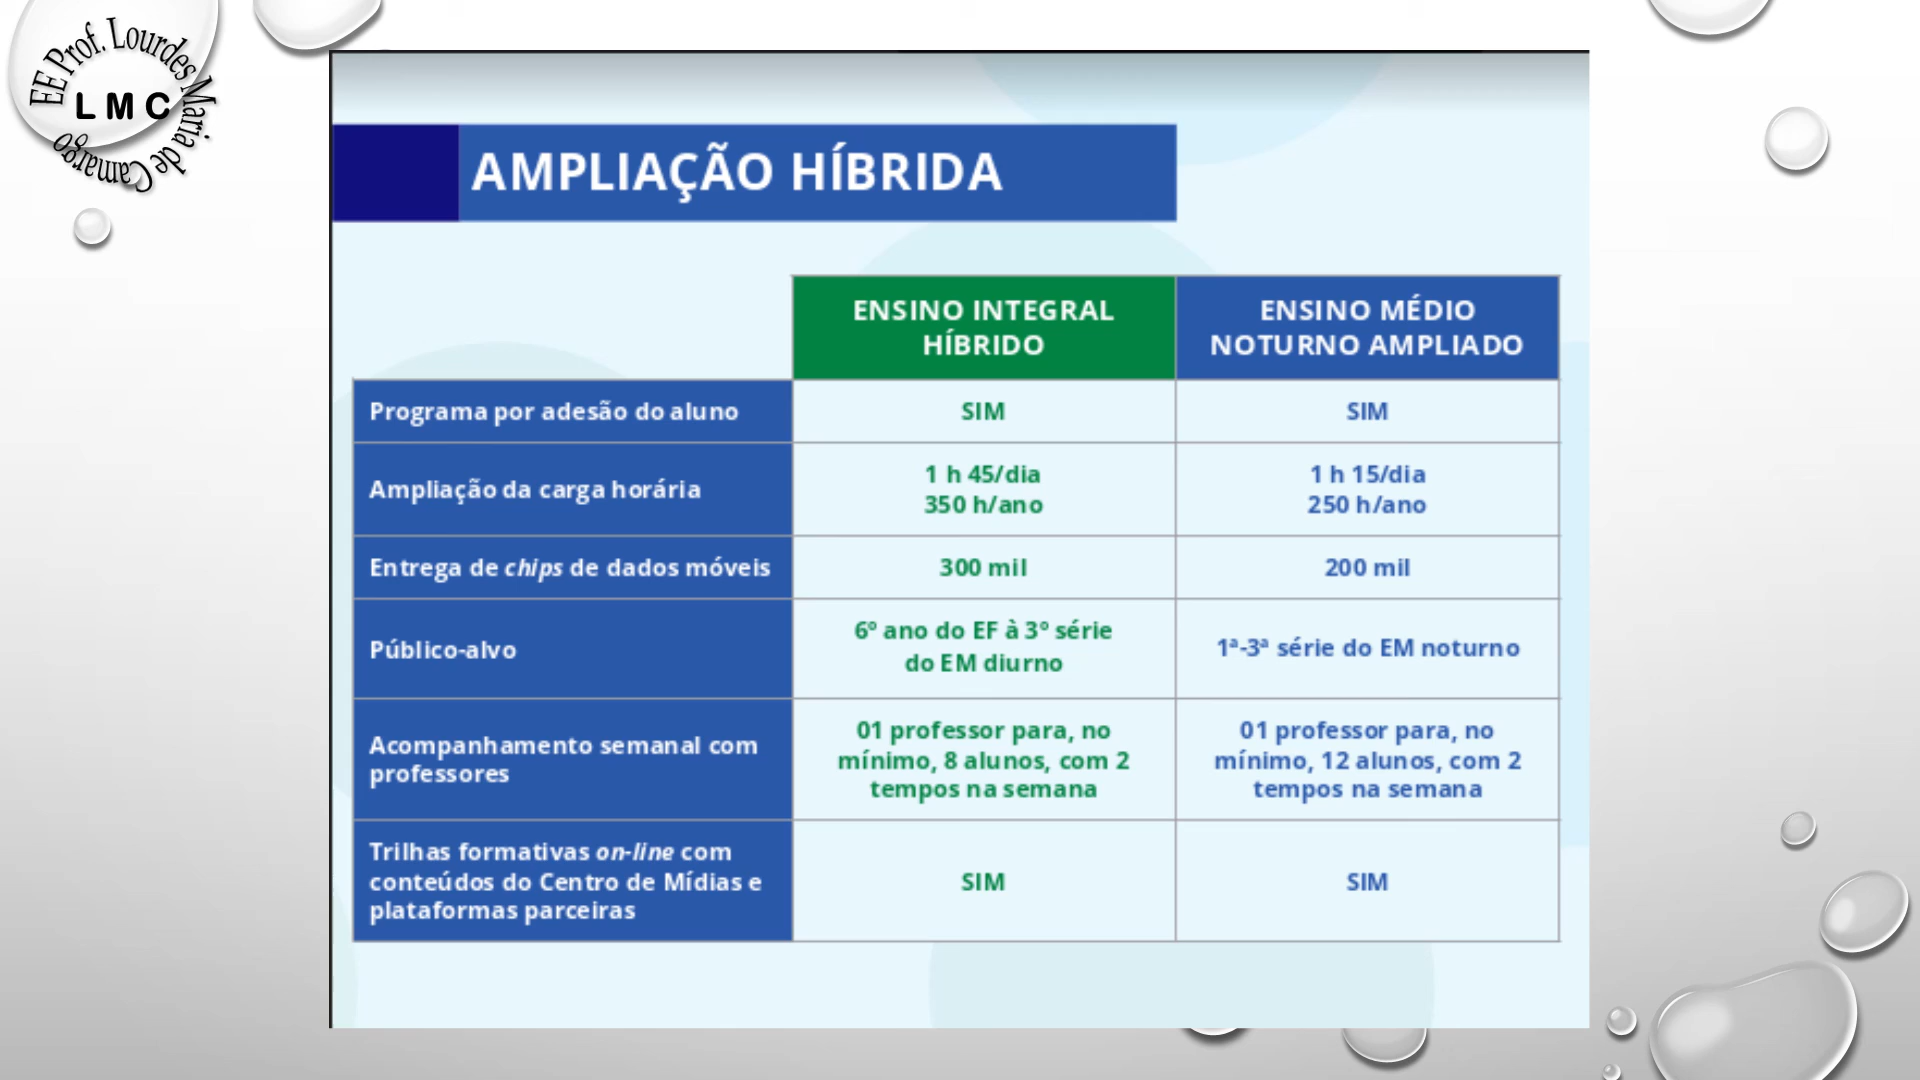 EE Prof. Lourdes Maria de Camargo
LMC
AMPLIAÇÃO HÍBRIDA
ENSINO INTEGRAL
HÍBRIDO
ENSINO MÉDIO
NOTURNO AMPLIADO
Programa por adesão do aluno
SIM
SIM
Ampliação da carga horária
1 h 45/dia
350 h/ano
1 h 15/dia
250 h/ano
Entrega de chips de dados móveis
300 mil
200 mil
Público-alvo
6º ano do EF à 3º série
do EM diurno
1ª-3ª série do EM noturno
Acompanhamento semanal com
professores
01 professor para, no
mínimo, 8 alunos, com 2
tempos na semana
01 professor para, no
mínimo, 12 alunos, com 2
tempos na semana
Trilhas formativas on-line com
conteúdos do Centro de Mídias e
plataformas parceiras
SIM
SIM